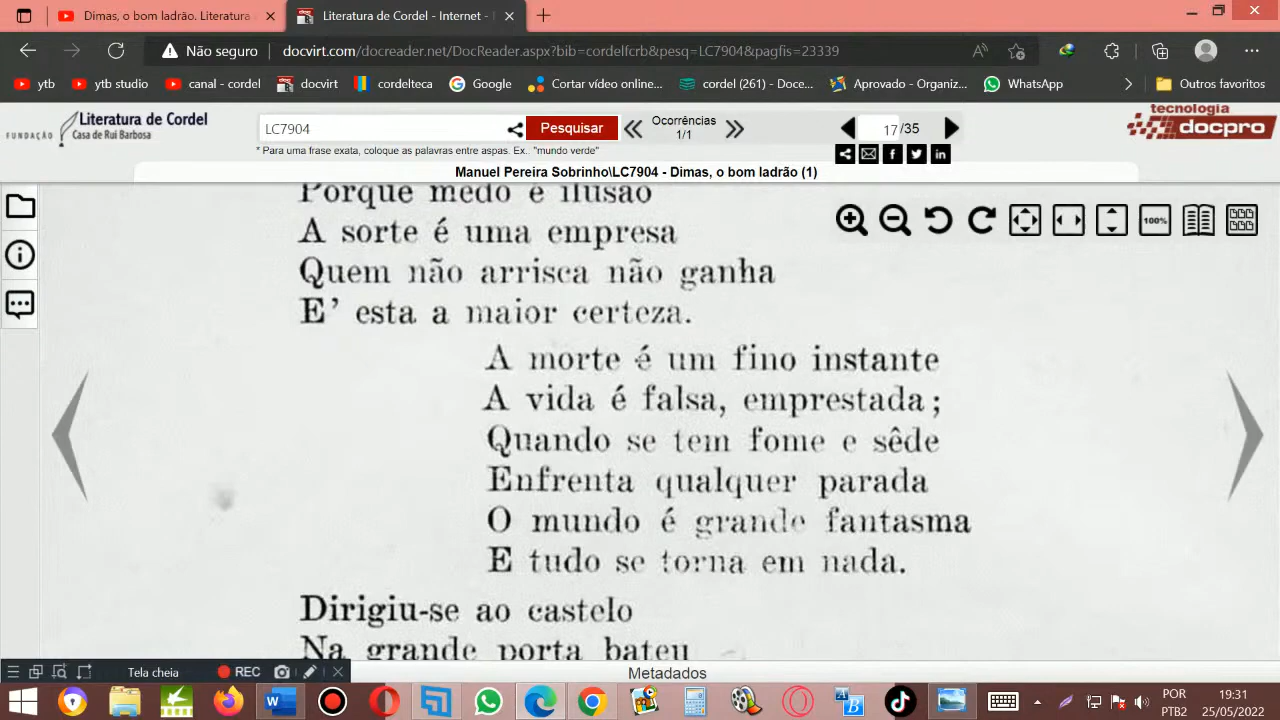 Dimas, o bom ladrão. Literatura
Literatura de Cordel - Internet -
Não seguro
docvirt.com/docreader.net/DocReader.aspx?bib=cordelfcrb&pesq=LC7904&pagfis=23339
ytb
ytb studio
canal - cordel
docvirt
cordelteca
Google
Cortar vídeo online...
cordel (261) - Doce...
Aprovado - Organiz...
WhatsApp
Outros favoritos
FUNDAÇÃO
Literatura de Cordel
Casa de Rui Barbosa
LC7904
Pesquisar
Ocorrências
1/1
17 /35
tecnologia
docpro
* Para uma frase exata, coloque as palavras entre aspas. Ex.. "mundo verde"
Manuel Pereira Sobrinho\LC7904 - Dimas, o bom ladrão (1)
100%
Porque medo é ilusão
A sorte é uma empresa
Quem não arrisca não ganha
E' esta a maior certeza.
A morte é um fino instante
A vida é falsa, emprestada;
Quando se tem fome e sêde
Enfrenta qualquer parada
O mundo é grande fantasma
E tudo se torna em nada.
Dirigiu-se ao castelo
Na grande porta bateu
Tela cheia
REC
Metadados
POR
PTB2
19:31
25/05/2022